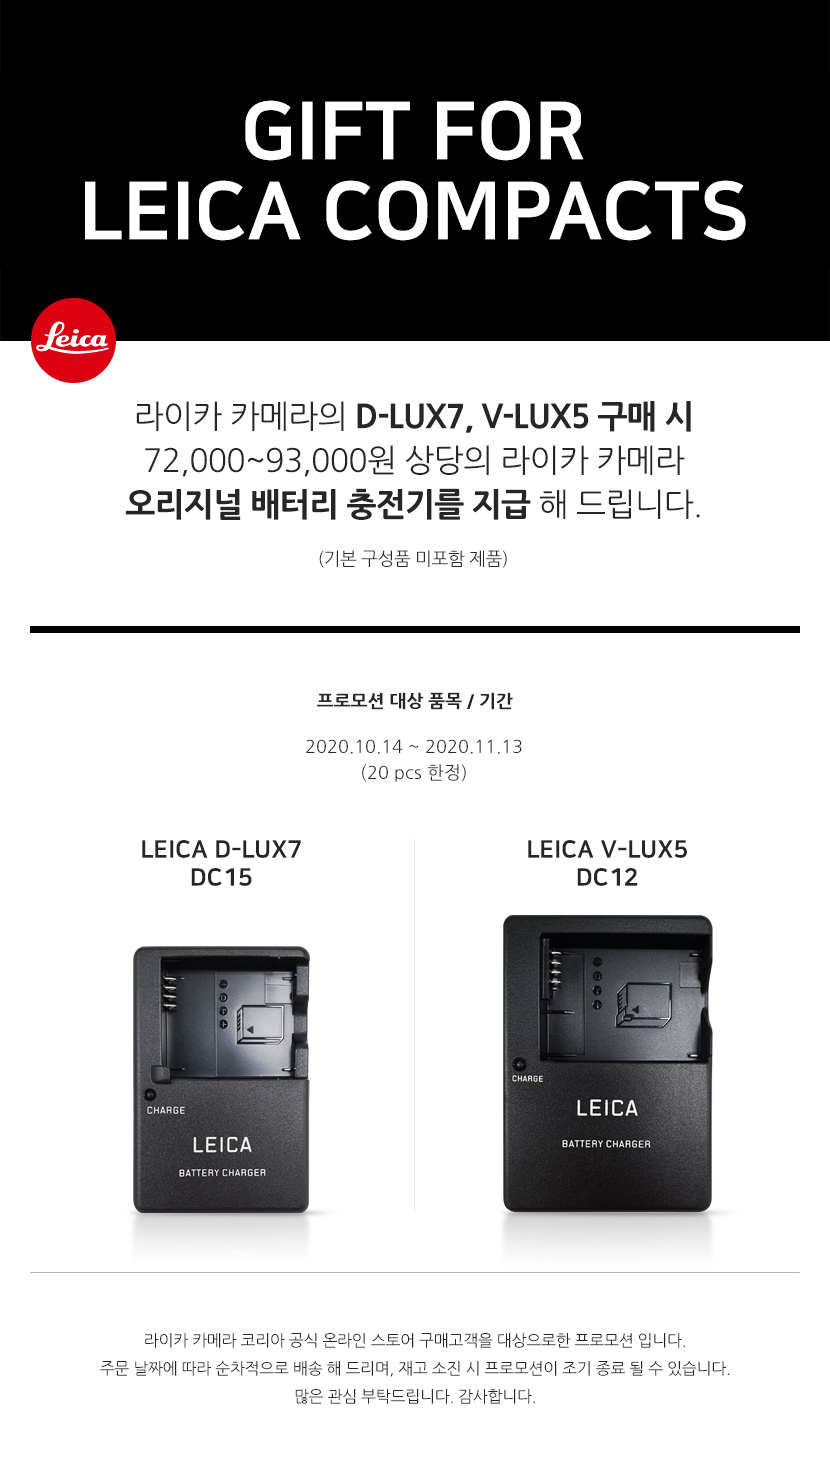 GIFT FOR
LEICA COMPACTS
Leica
라이카 카메라의 D-LUX7, V-LUX5 구매 시
72,000~93,000원 상당의 라이카 카메라
오리지널 배터리 충전기를 지급 해 드립니다.
(기본 구성품 미포함 제품)
프로모션 대상 품목 / 기간
2020.10.14 ~ 2020.11.13
(20 pcs 한정)
LEICA D-LUX7
DC15
CHARGE
LEICA
BATTERY CHARGER
LEICA V-LUX5
DC12
CHARGE
LEICA
BATTERY CHARGER
라이카 카메라 코리아 공식 온라인 스토어 구매고객을 대상으로한 프로모션 입니다.
주문 날짜에 따라 순차적으로 배송 해 드리며, 재고 소진 시 프로모션이 조기 종료 될 수 있습니다.
많은 관심 부탁드립니다. 감사합니다.